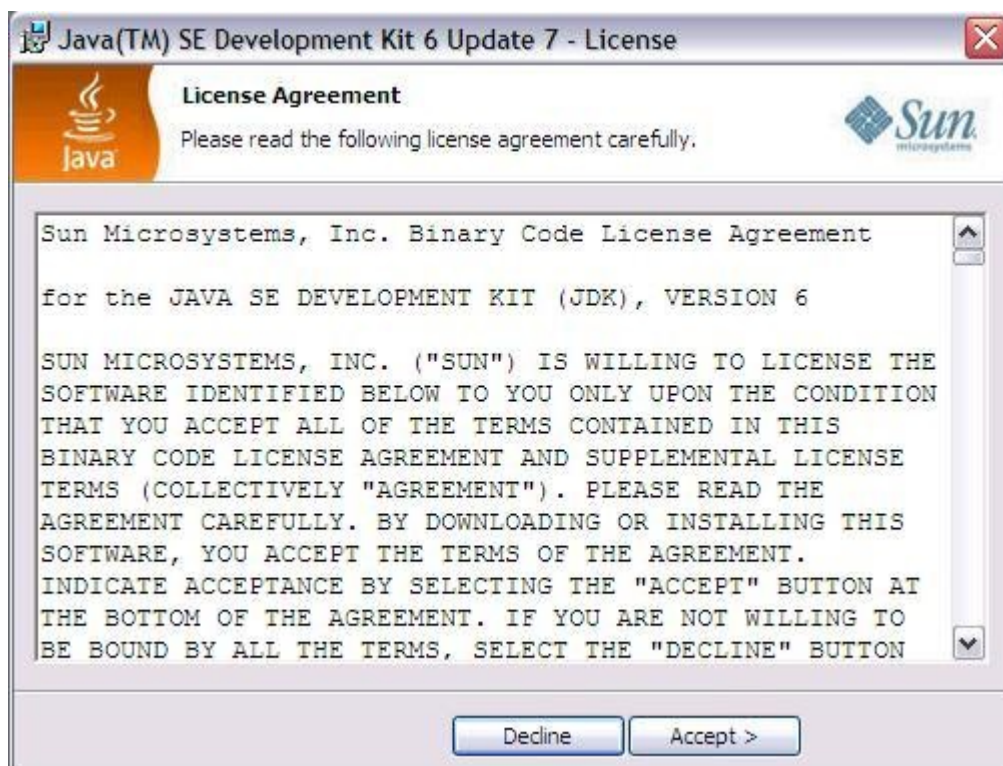 Java(TM) SE Development Kit 6 Update 7 - License
License Agreement
Please read the following license agreement carefully.
Java
Sun
microsystems
Sun Microsystems, Inc. Binary Code License Agreement
for the JAVA SE DEVELOPMENT KIT (JDK), VERSION 6
SUN MICROSYSTEMS, INC. ("SUN") IS WILLING TO LICENSE THE
SOFTWARE IDENTIFIED BELOW TO YOU ONLY UPON THE CONDITION
THAT YOU ACCEPT ALL OF THE TERMS CONTAINED IN THIS
BINARY CODE LICENSE AGREEMENT AND SUPPLEMENTAL LICENSE
TERMS (COLLECTIVELY "AGREEMENT"). PLEASE READ THE
AGREEMENT CAREFULLY. BY DOWNLOADING OR INSTALLING THIS
SOFTWARE, YOU ACCEPT THE TERMS OF THE AGREEMENT.
INDICATE ACCEPTANCE BY SELECTING THE "ACCEPT" BUTTON AT
THE BOTTOM OF THE AGREEMENT. IF YOU ARE NOT WILLING TO
BE BOUND BY ALL THE TERMS, SELECT THE "DECLINE" BUTTON
Decline
Accept >